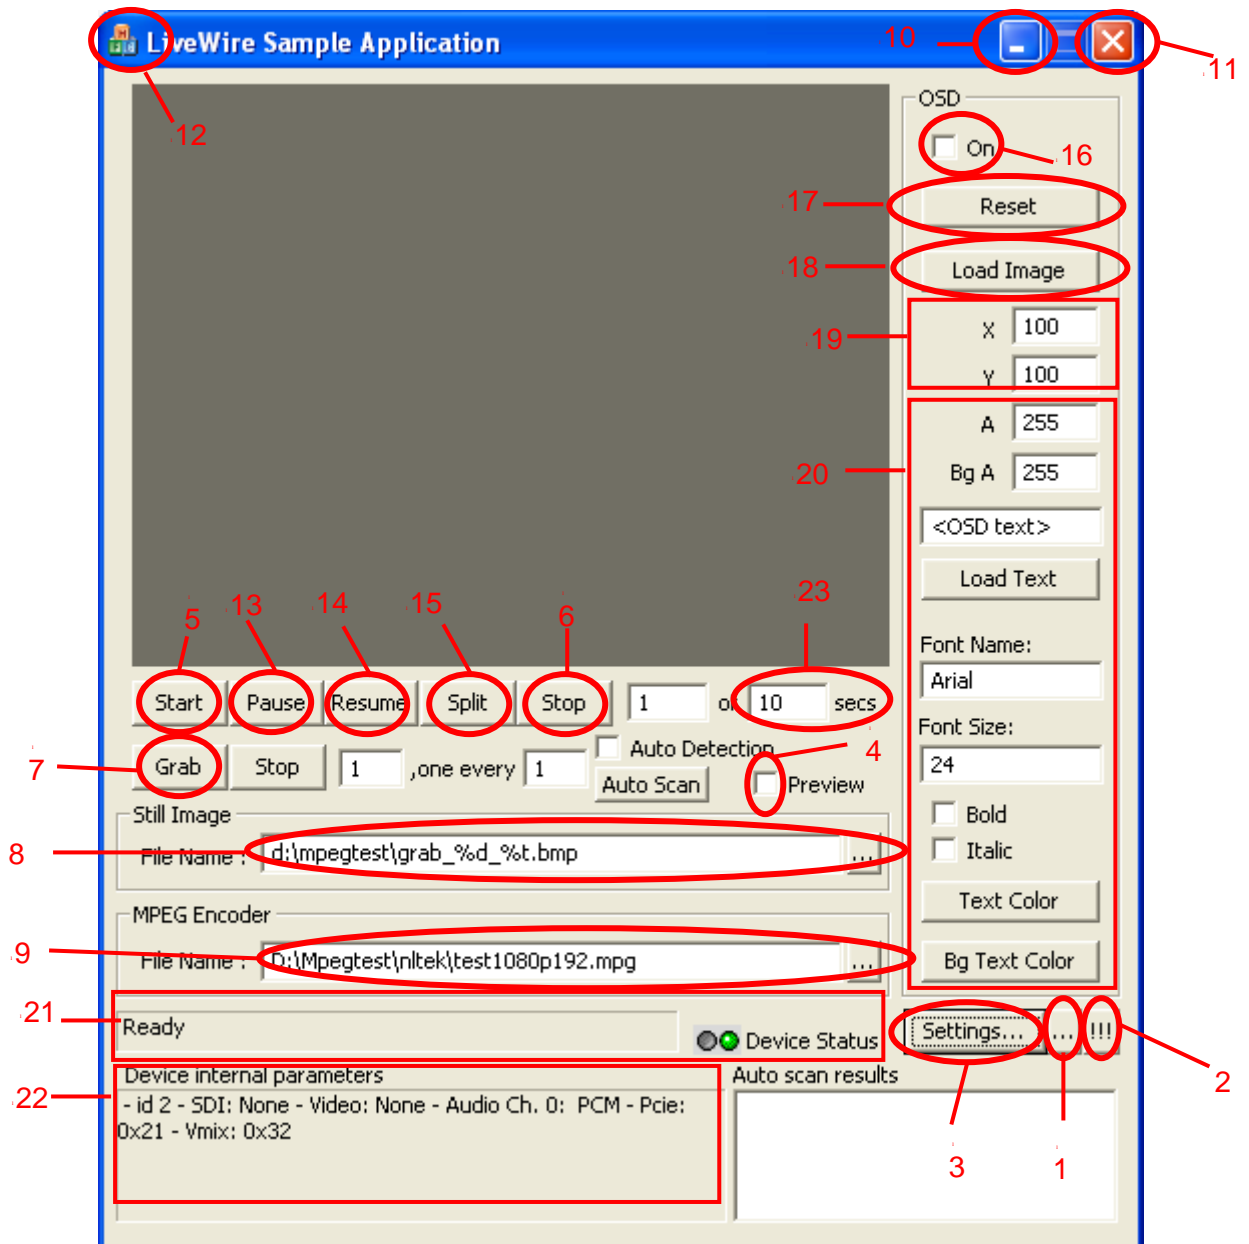 LiveWire Sample Application
10
11
12
OSD
On
16
17
Reset
18
Load Image
19
X 100
Y 100
A 255
20
Bg A 255
<OSD text>
Load Text
5
13
14
15
6
23
Font Name:
Arial
Start Pause Resume Split Stop 1 or 10 secs
Font Size:
24
7
Grab Stop 1 ,one every 1
Auto Detection
Auto Scan
4
Preview
Bold
Italic
Still Image
8
File Name : d:\mpegtest\grab_%d_%t.bmp ...
Text Color
MPEG Encoder
9
File Name : D:\Mpegtest\nltek\test1080p192.mpg ...
Bg Text Color
21
Ready
Device Status
Settings... ... !!!
2
22
Device internal parameters
- id 2 - SDI: None - Video: None - Audio Ch. 0: PCM - Pcie:
0x21 - Vmix: 0x32
Auto scan results
3
1